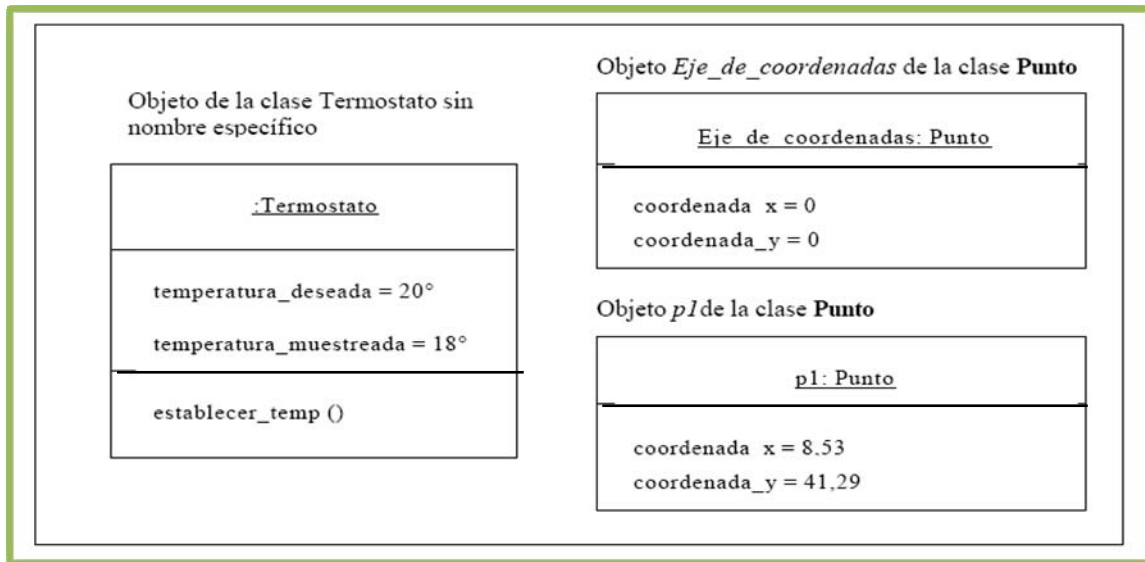 Objeto de la clase Termostato sin
nombre específico
:Termostato
temperatura_deseada = 20°
temperatura_muestreada = 18°
establecer_temp ()
Objeto Eje_de_coordenadas de la clase Punto
Eje de coordenadas: Punto
coordenada x = 0
coordenada_y = 0
Objeto p1 de la clase Punto
p1: Punto
coordenada x = 8.53
coordenada_y = 41,29